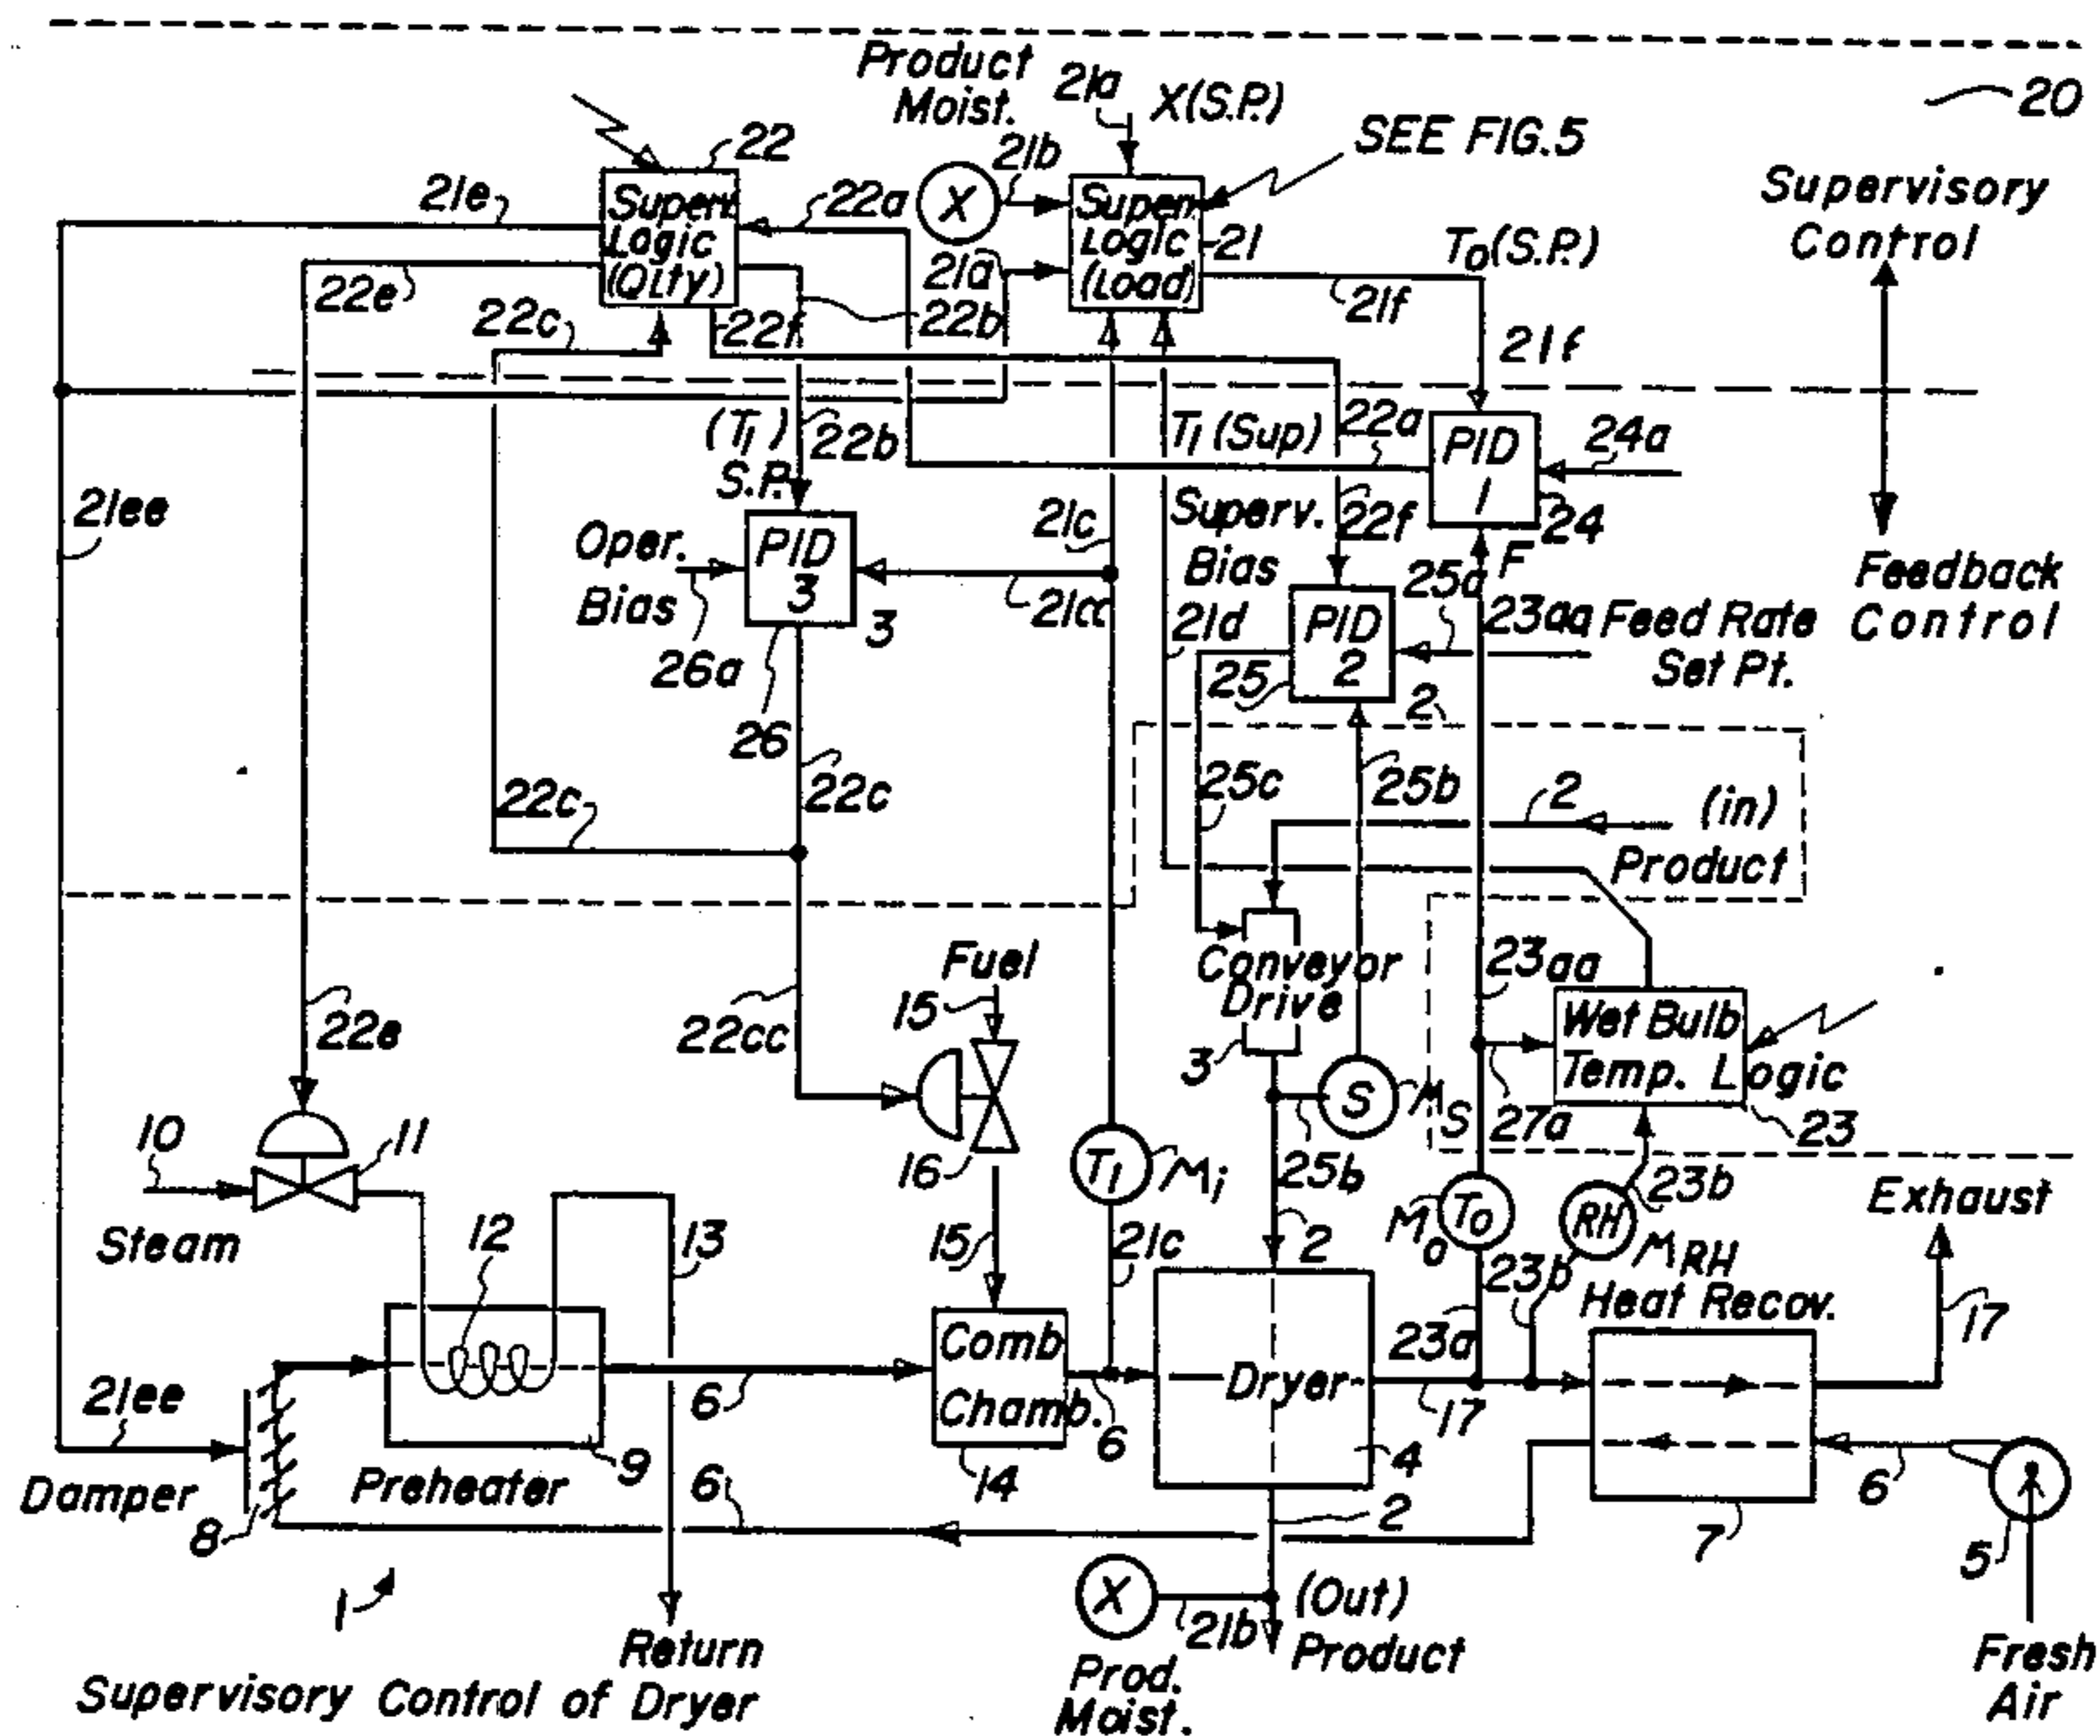 Product
Moist.
21a
X(S.P.)
20
SEE FIG.5
22
21b
21e
Superv.
Logic
(QLty)
22a
X
Super.
Logic
(Load)
21
Supervisory
Control
21a
To(S.P.)
22e
22c
22f
22b
21f
21f
(Ti)
S.P.
22b
Ti (Sup)
22a
PID
1
24a
21ee
21c
Superv.
Bias
22f
24
Oper.
Bias
PID
3
3
21cc
25a
F
Feedback
Control
26a
21d
PID
2
23aa
Feed Rate
Set Pt.
26
25
2
22c
22c
25c
25b
2
(in)
Product
Fuel
15
Conveyor
Drive
23aa
22e
22cc
3
Wet Bulb
Temp. Logic
10
11
16
TI
Mi
S
MS
27a
23
25b
Steam
12
13
15
21c
2
Mo
To
RH
23b
MRH
Exhaust
23b
Heat Recov.
17
21ee
6
Comb
Chamb.
6
Dryer
23a
17
Damper
8
Preheater
9
14
4
6
6
2
7
5
1
X
21b
(Out)
Product
Return
Prod.
Moist.
Fresh
Air
Supervisory Control of Dryer